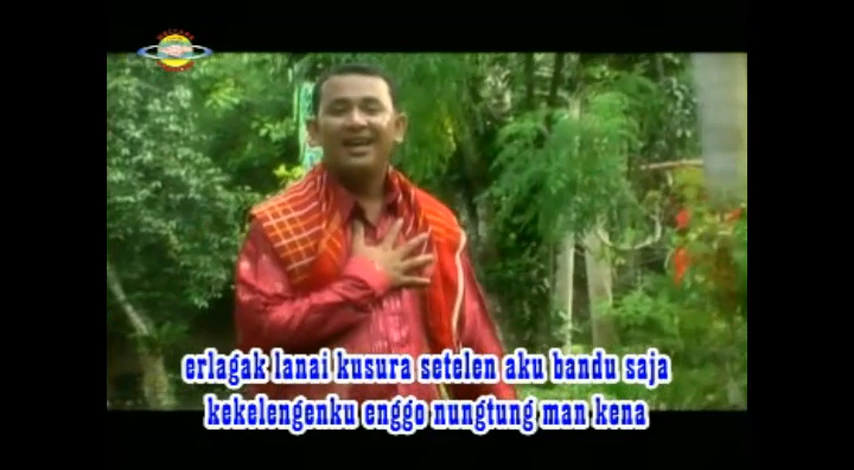 erlagak lanai kusura setelen aku bandu saja
kekelengenku enggo nungtung man kena